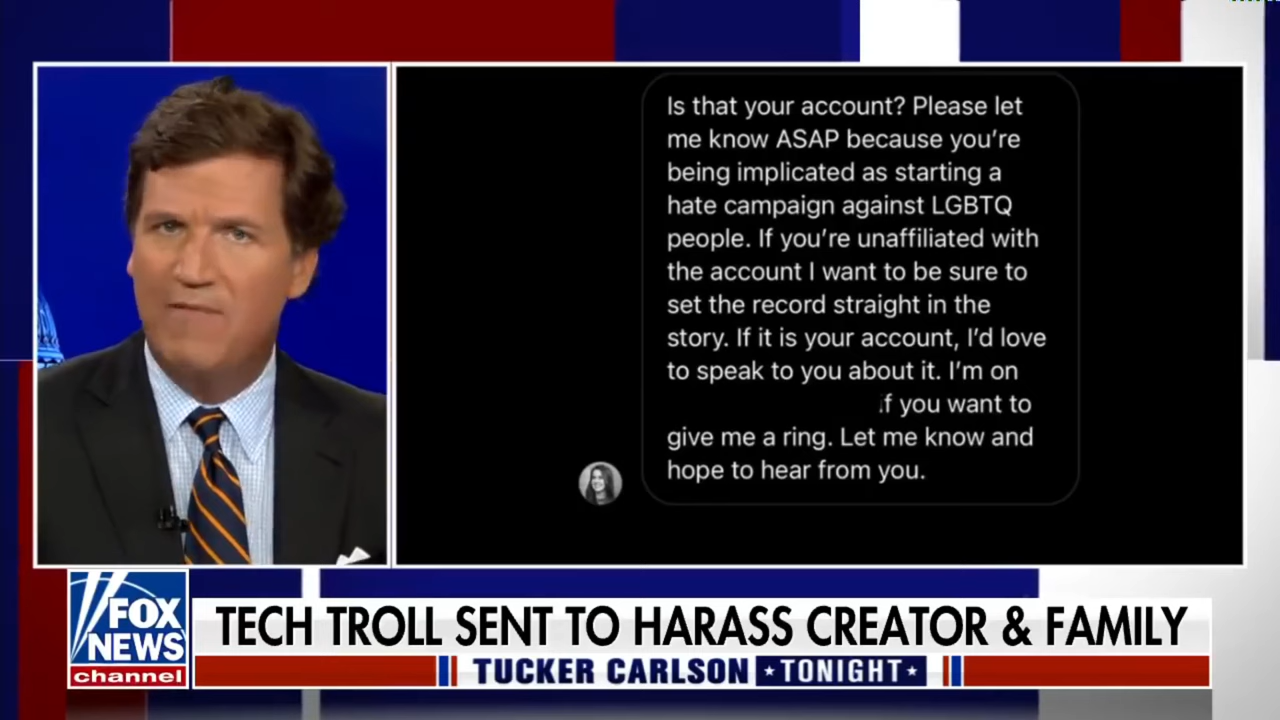 Is that your account? Please let
me know ASAP because you're
being implicated as starting a
hate campaign against LGBTQ
people. If you're unaffiliated with
the account I want to be sure to
set the record straight in the
story. If it is your account, I'd love
to speak to you about it. I'm on
if you want to
give me a ring. Let me know and
hope to hear from you.
FOX
NEWS
channel
TECH TROLL SENT TO HARASS CREATOR & FAMILY
TUCKER CARLSON TONIGHT